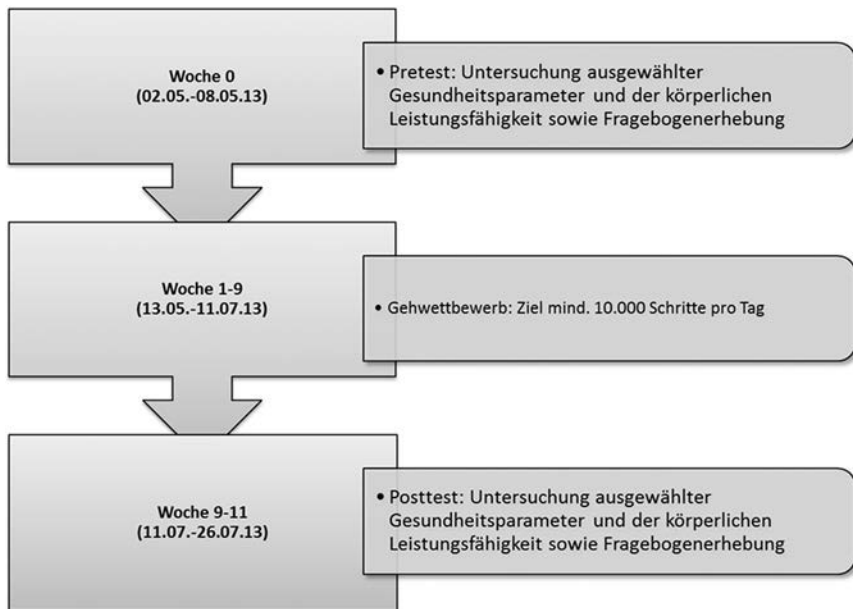 Woche 0
(02.05.-08.05.13)
• Pretest: Untersuchung ausgewählter
Gesundheitsparameter und der körperlichen
Leistungsfähigkeit sowie Fragebogenerhebung
Woche 1-9
(13.05.-11.07.13)
• Gehwettbewerb: Ziel mind. 10.000 Schritte pro Tag
Woche 9-11
(11.07.-26.07.13)
• Posttest: Untersuchung ausgewählter
Gesundheitsparameter und der körperlichen
Leistungsfähigkeit sowie Fragebogenerhebung